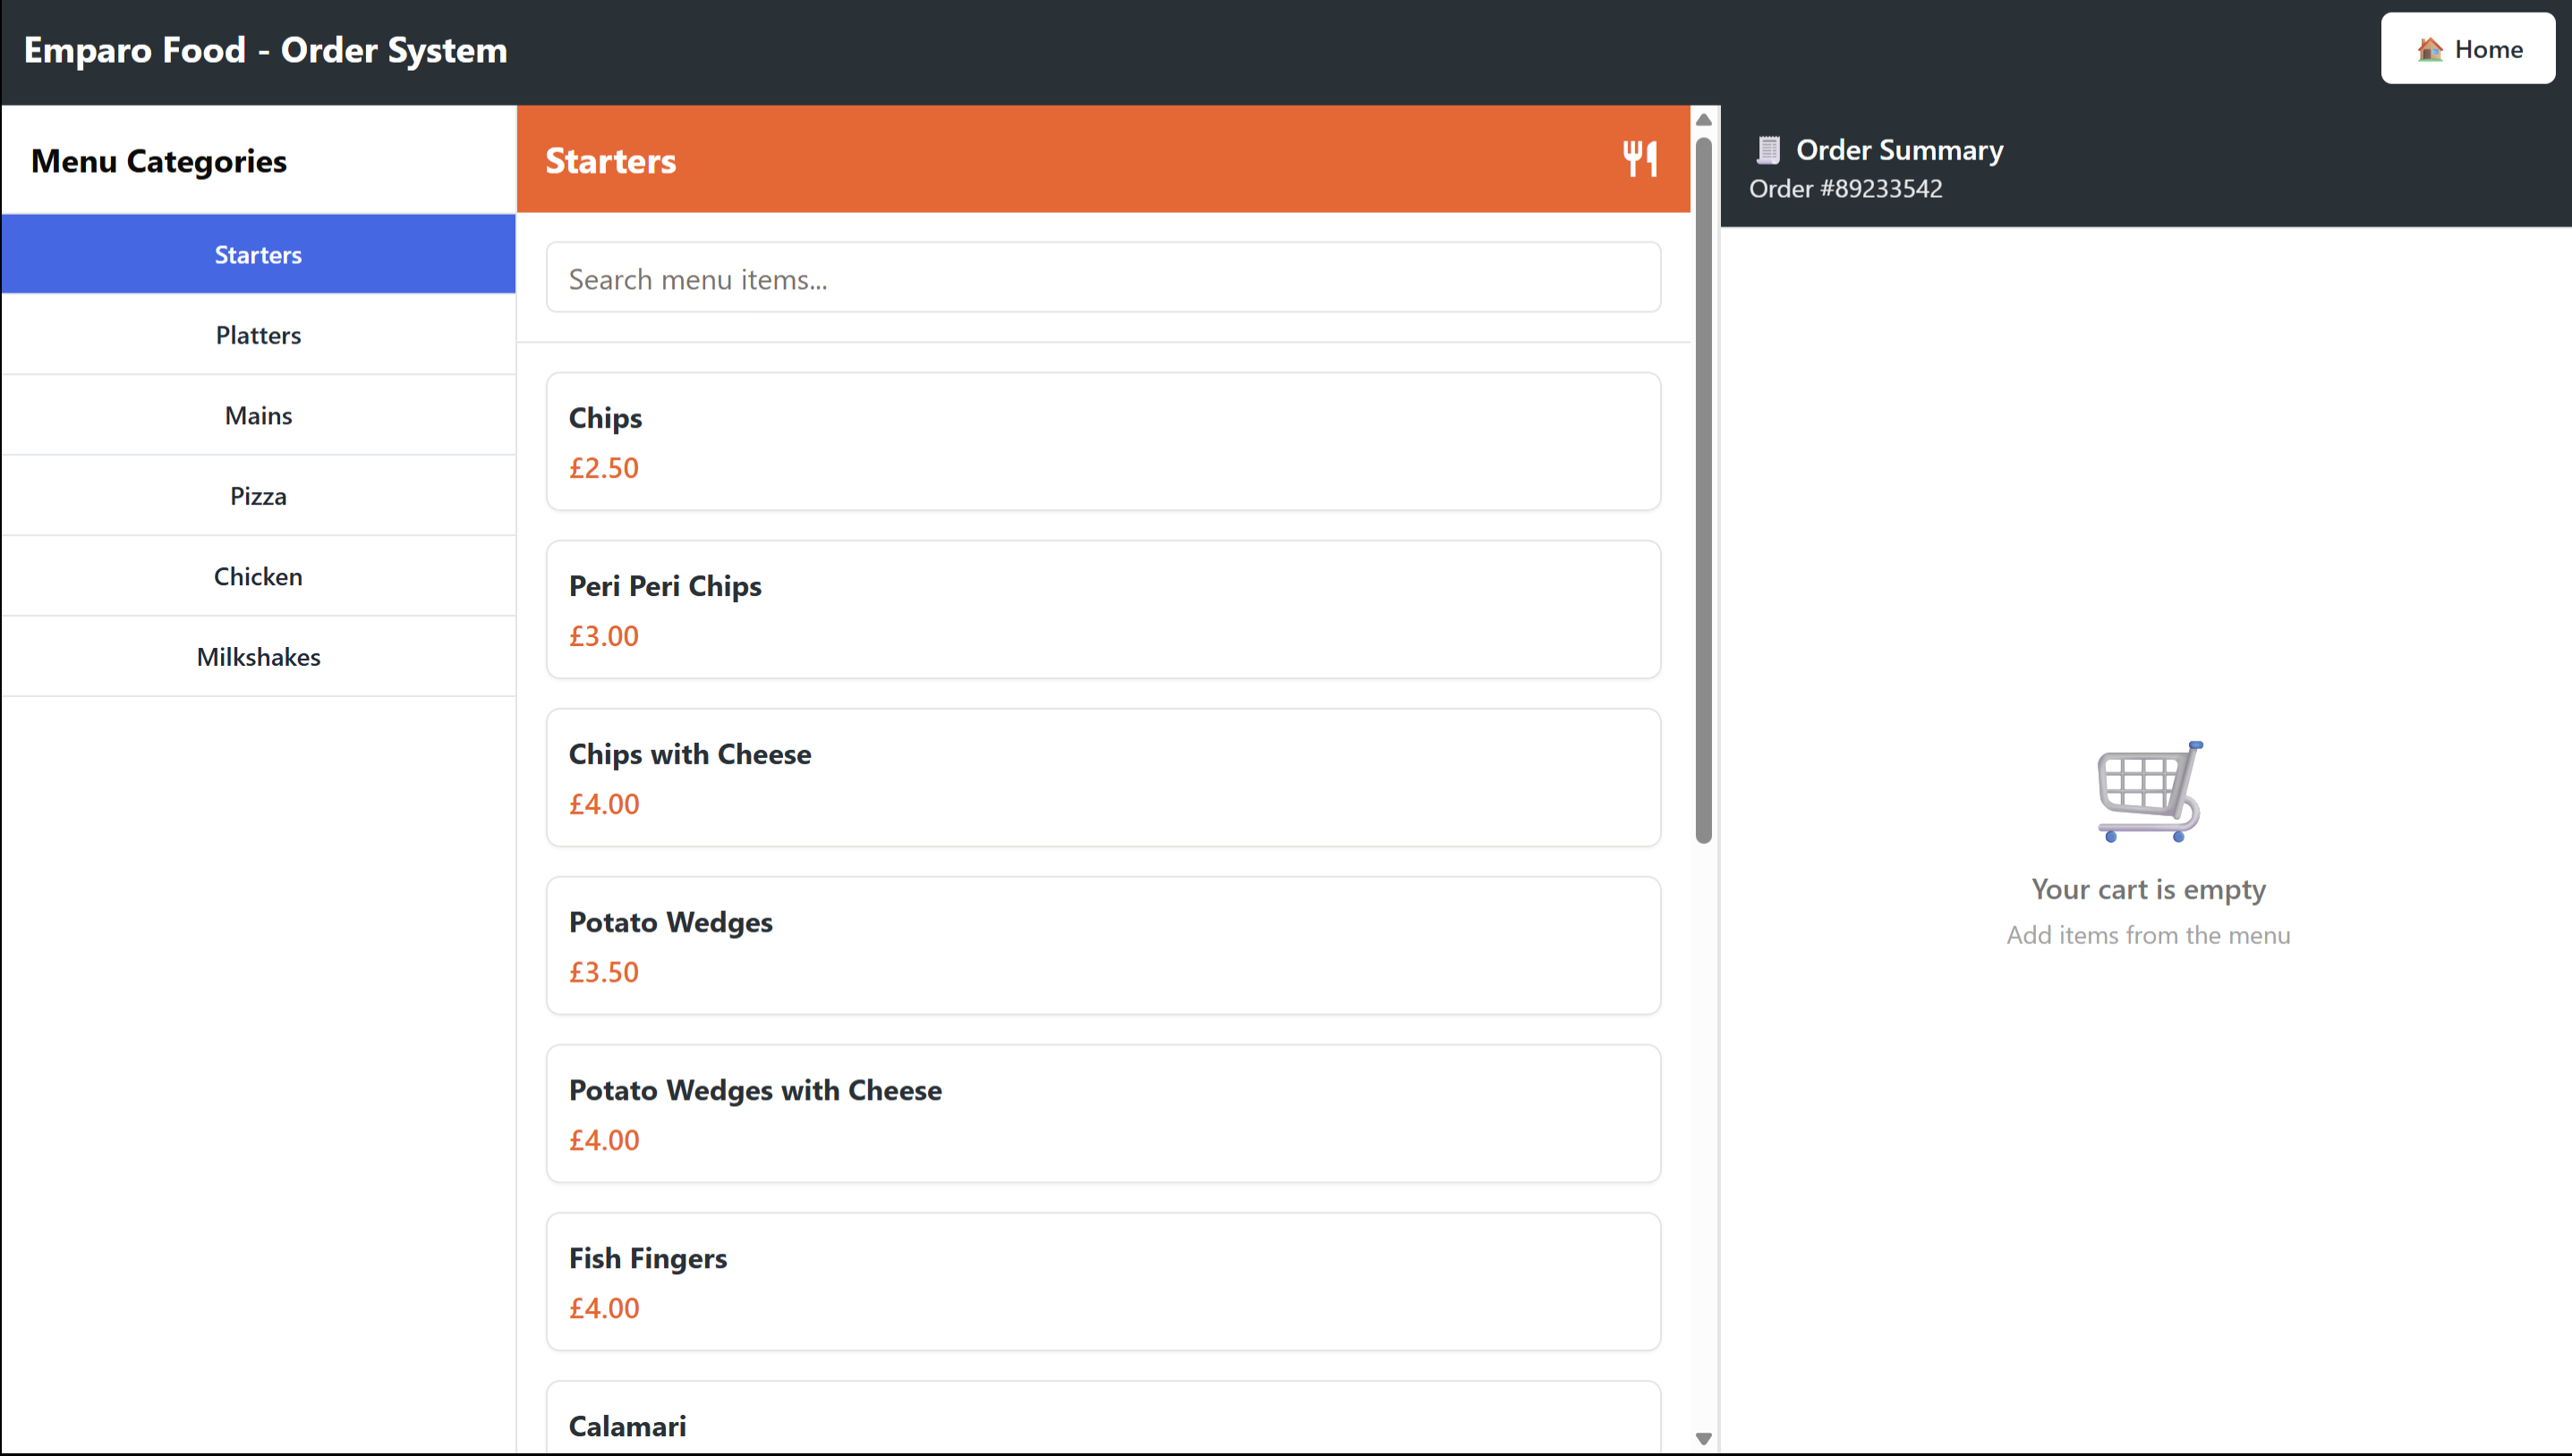 Emparo Food - Order System
Home
Menu Categories
Starters
Platters
Mains
Pizza
Chicken
Milkshakes
Starters
Search menu items...
Chips
£2.50
Peri Peri Chips
£3.00
Chips with Cheese
£4.00
Potato Wedges
£3.50
Potato Wedges with Cheese
£4.00
Fish Fingers
£4.00
Calamari
Order Summary
Order #89233542
Your cart is empty
Add items from the menu